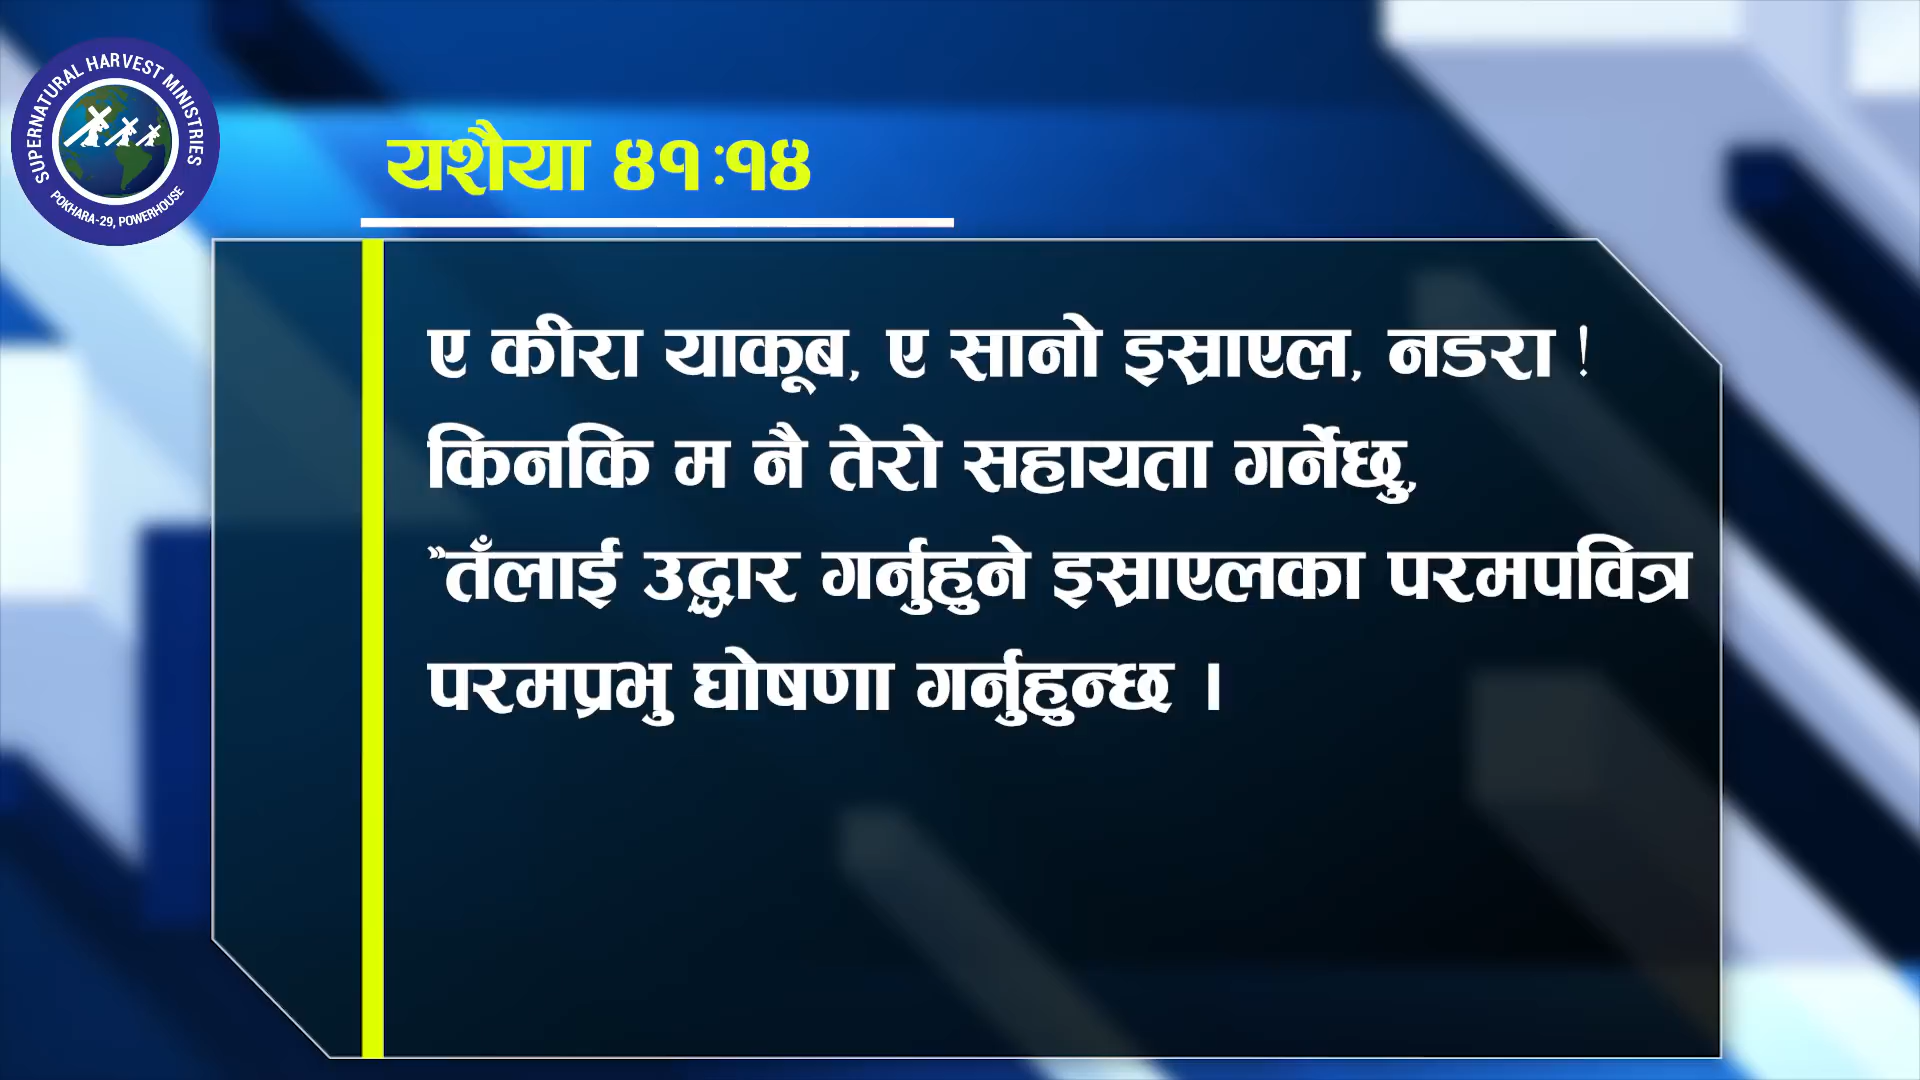 SUPERNATURAL HARVEST MINISTRIES
POKHARA-29, POWERHOUSE
यशैया ४१:१४
ए कीरा याकूब, ए सानो इस्राएल, नडरा !
किनकि म नै तेरो सहायता गर्नेछु,
”तँलाई उद्धार गर्नुहुने इस्राएलका परमपवित्र
परमप्रभु घोषणा गर्नुहुन्छ ।